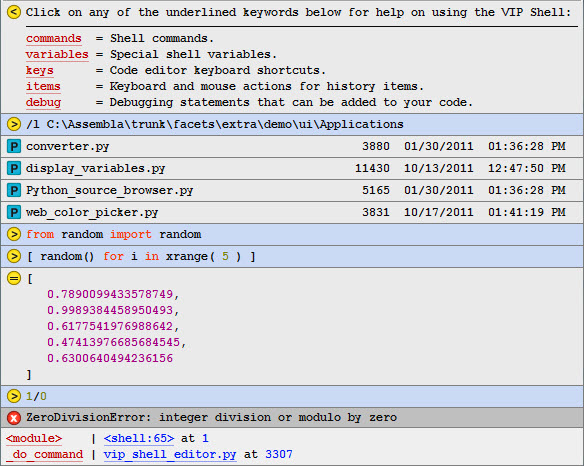 < Click on any of the underlined keywords below for help on using the VIP Shell:
commands = Shell commands.
variables = Special shell variables.
keys = Code editor keyboard shortcuts.
items = Keyboard and mouse actions for history items.
debug = Debugging statements that can be added to your code.
> /l C:\Assembla\trunk\facets\extra\demo\ui\Applications
P converter.py 3880 01/30/2011 01:36:28 PM
P display_variables.py 11430 10/13/2011 12:47:50 PM
P Python_source_browser.py 5165 01/30/2011 01:36:28 PM
P web_color_picker.py 3831 10/17/2011 01:41:19 PM
> from random import random
> [ random() for i in xrange( 5 ) ]
= [
0.7890099433578749,
0.9989384458950493,
0.6177541976988642,
0.47413976685684545,
0.6300640494236156
]
> 1/0
x ZeroDivisionError: integer division or modulo by zero
<module> | <shell:65> at 1
_do_command | vip_shell_editor.py at 3307